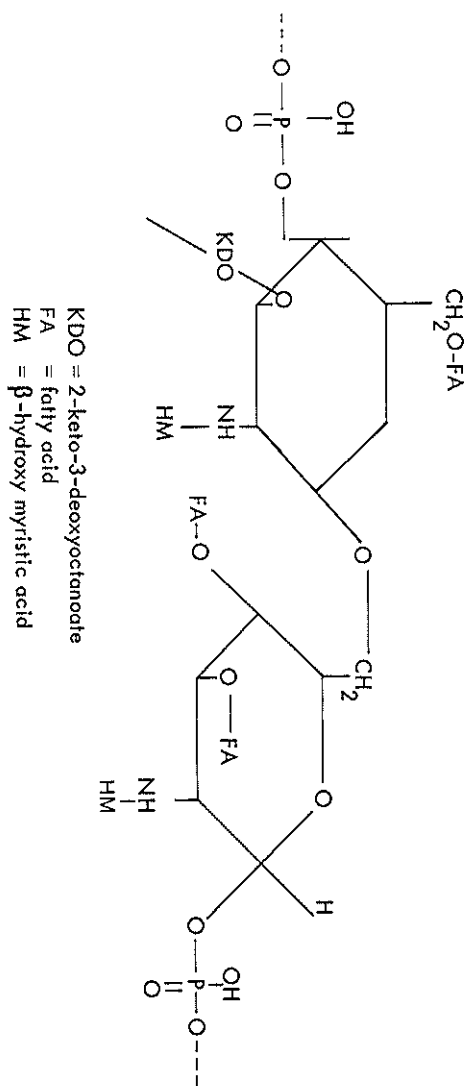 CH₂O-FA
OH
----O-P-O
O
O
KDO
NH
HM
O
CH₂
FA-O
O
O-FA
NH
HM
H
OH
O-P-O---
O
KDO = 2-keto-3-deoxyoctanoate
FA = fatty acid
HM = β-hydroxy myristic acid